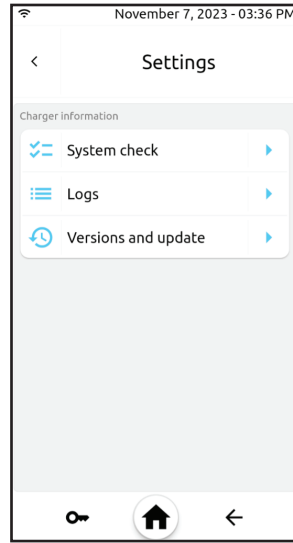 November 7, 2023 - 03:36 PM
Settings
Charger information
System check
Logs
Versions and update